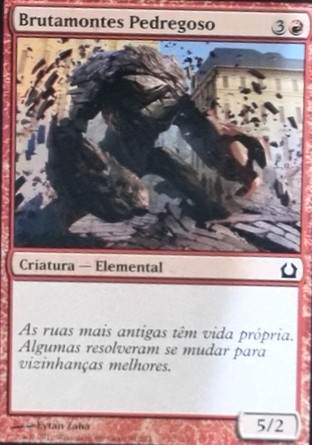 Brutamontes Pedregoso 3
Criatura — Elemental
As ruas mais antigas têm vida própria.
Algumas resolveram se mudar para
vizinhanças melhores.
Eytan Zana
5/2